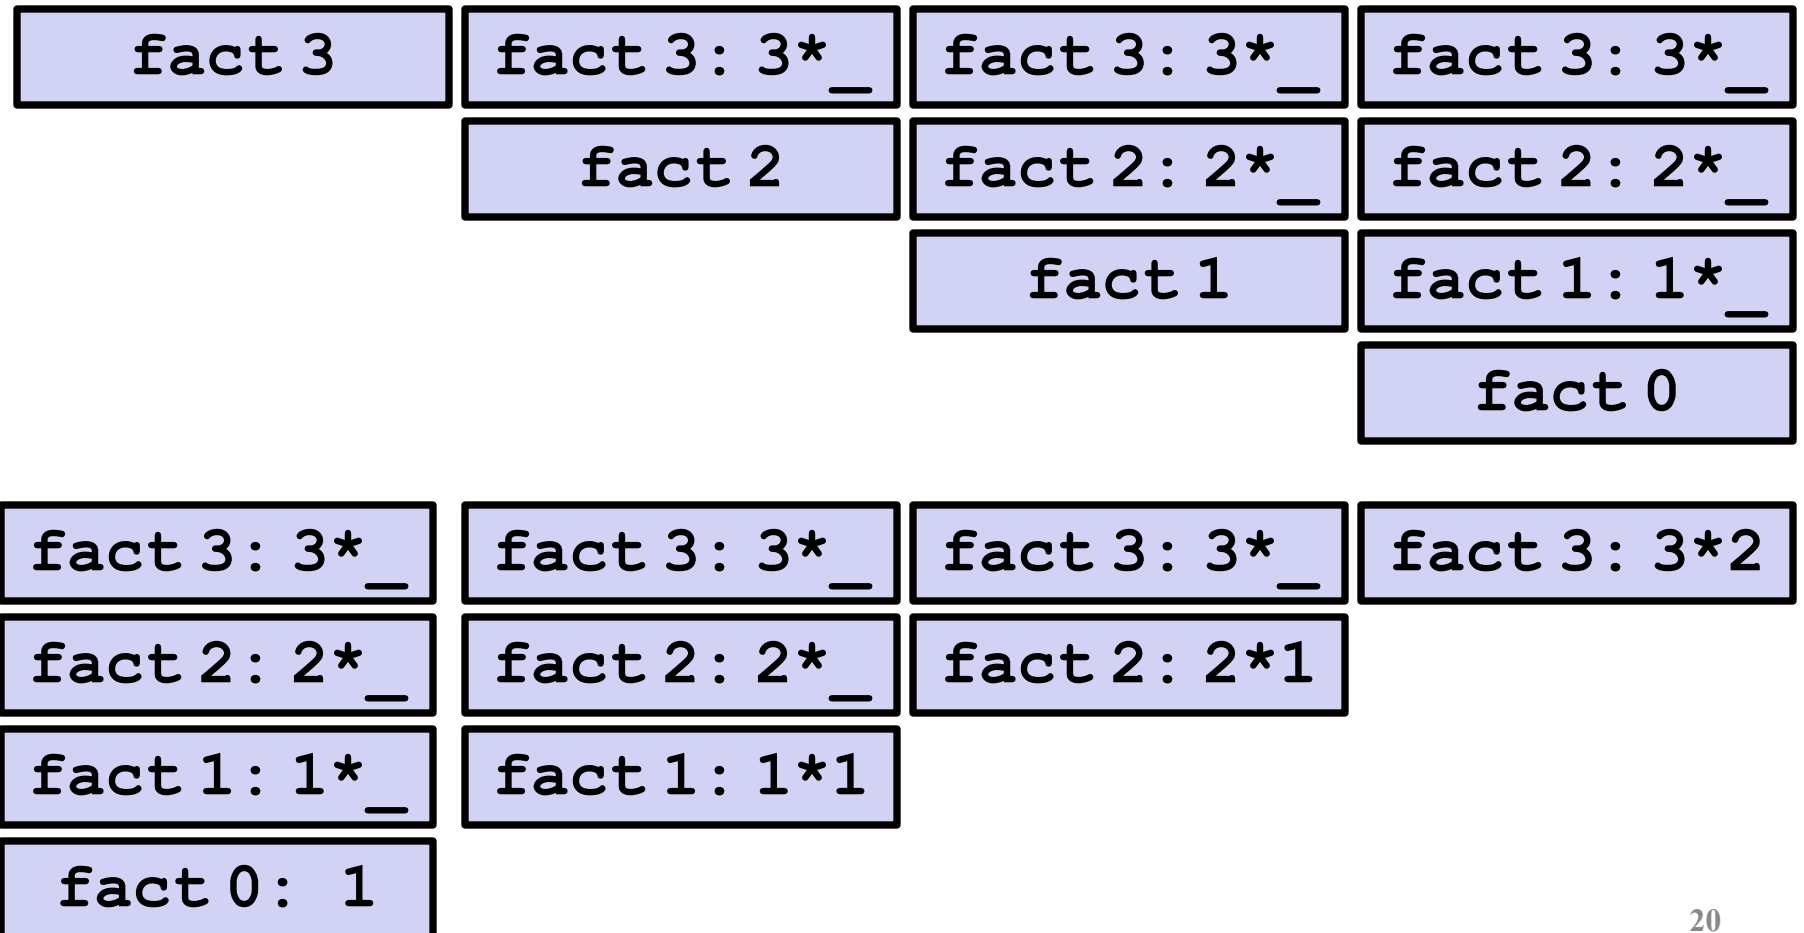 fact 3 fact 3: 3*_ fact 3: 3*_ fact 3: 3*_
fact 2 fact 2: 2*_ fact 2: 2*_
fact 1 fact 1: 1*_
fact 0
fact 3: 3*_ fact 3: 3*_ fact 3: 3*_ fact 3: 3*2
fact 2: 2*_ fact 2: 2*_ fact 2: 2*1
fact 1: 1*_ fact 1: 1*1
fact 0: 1
20